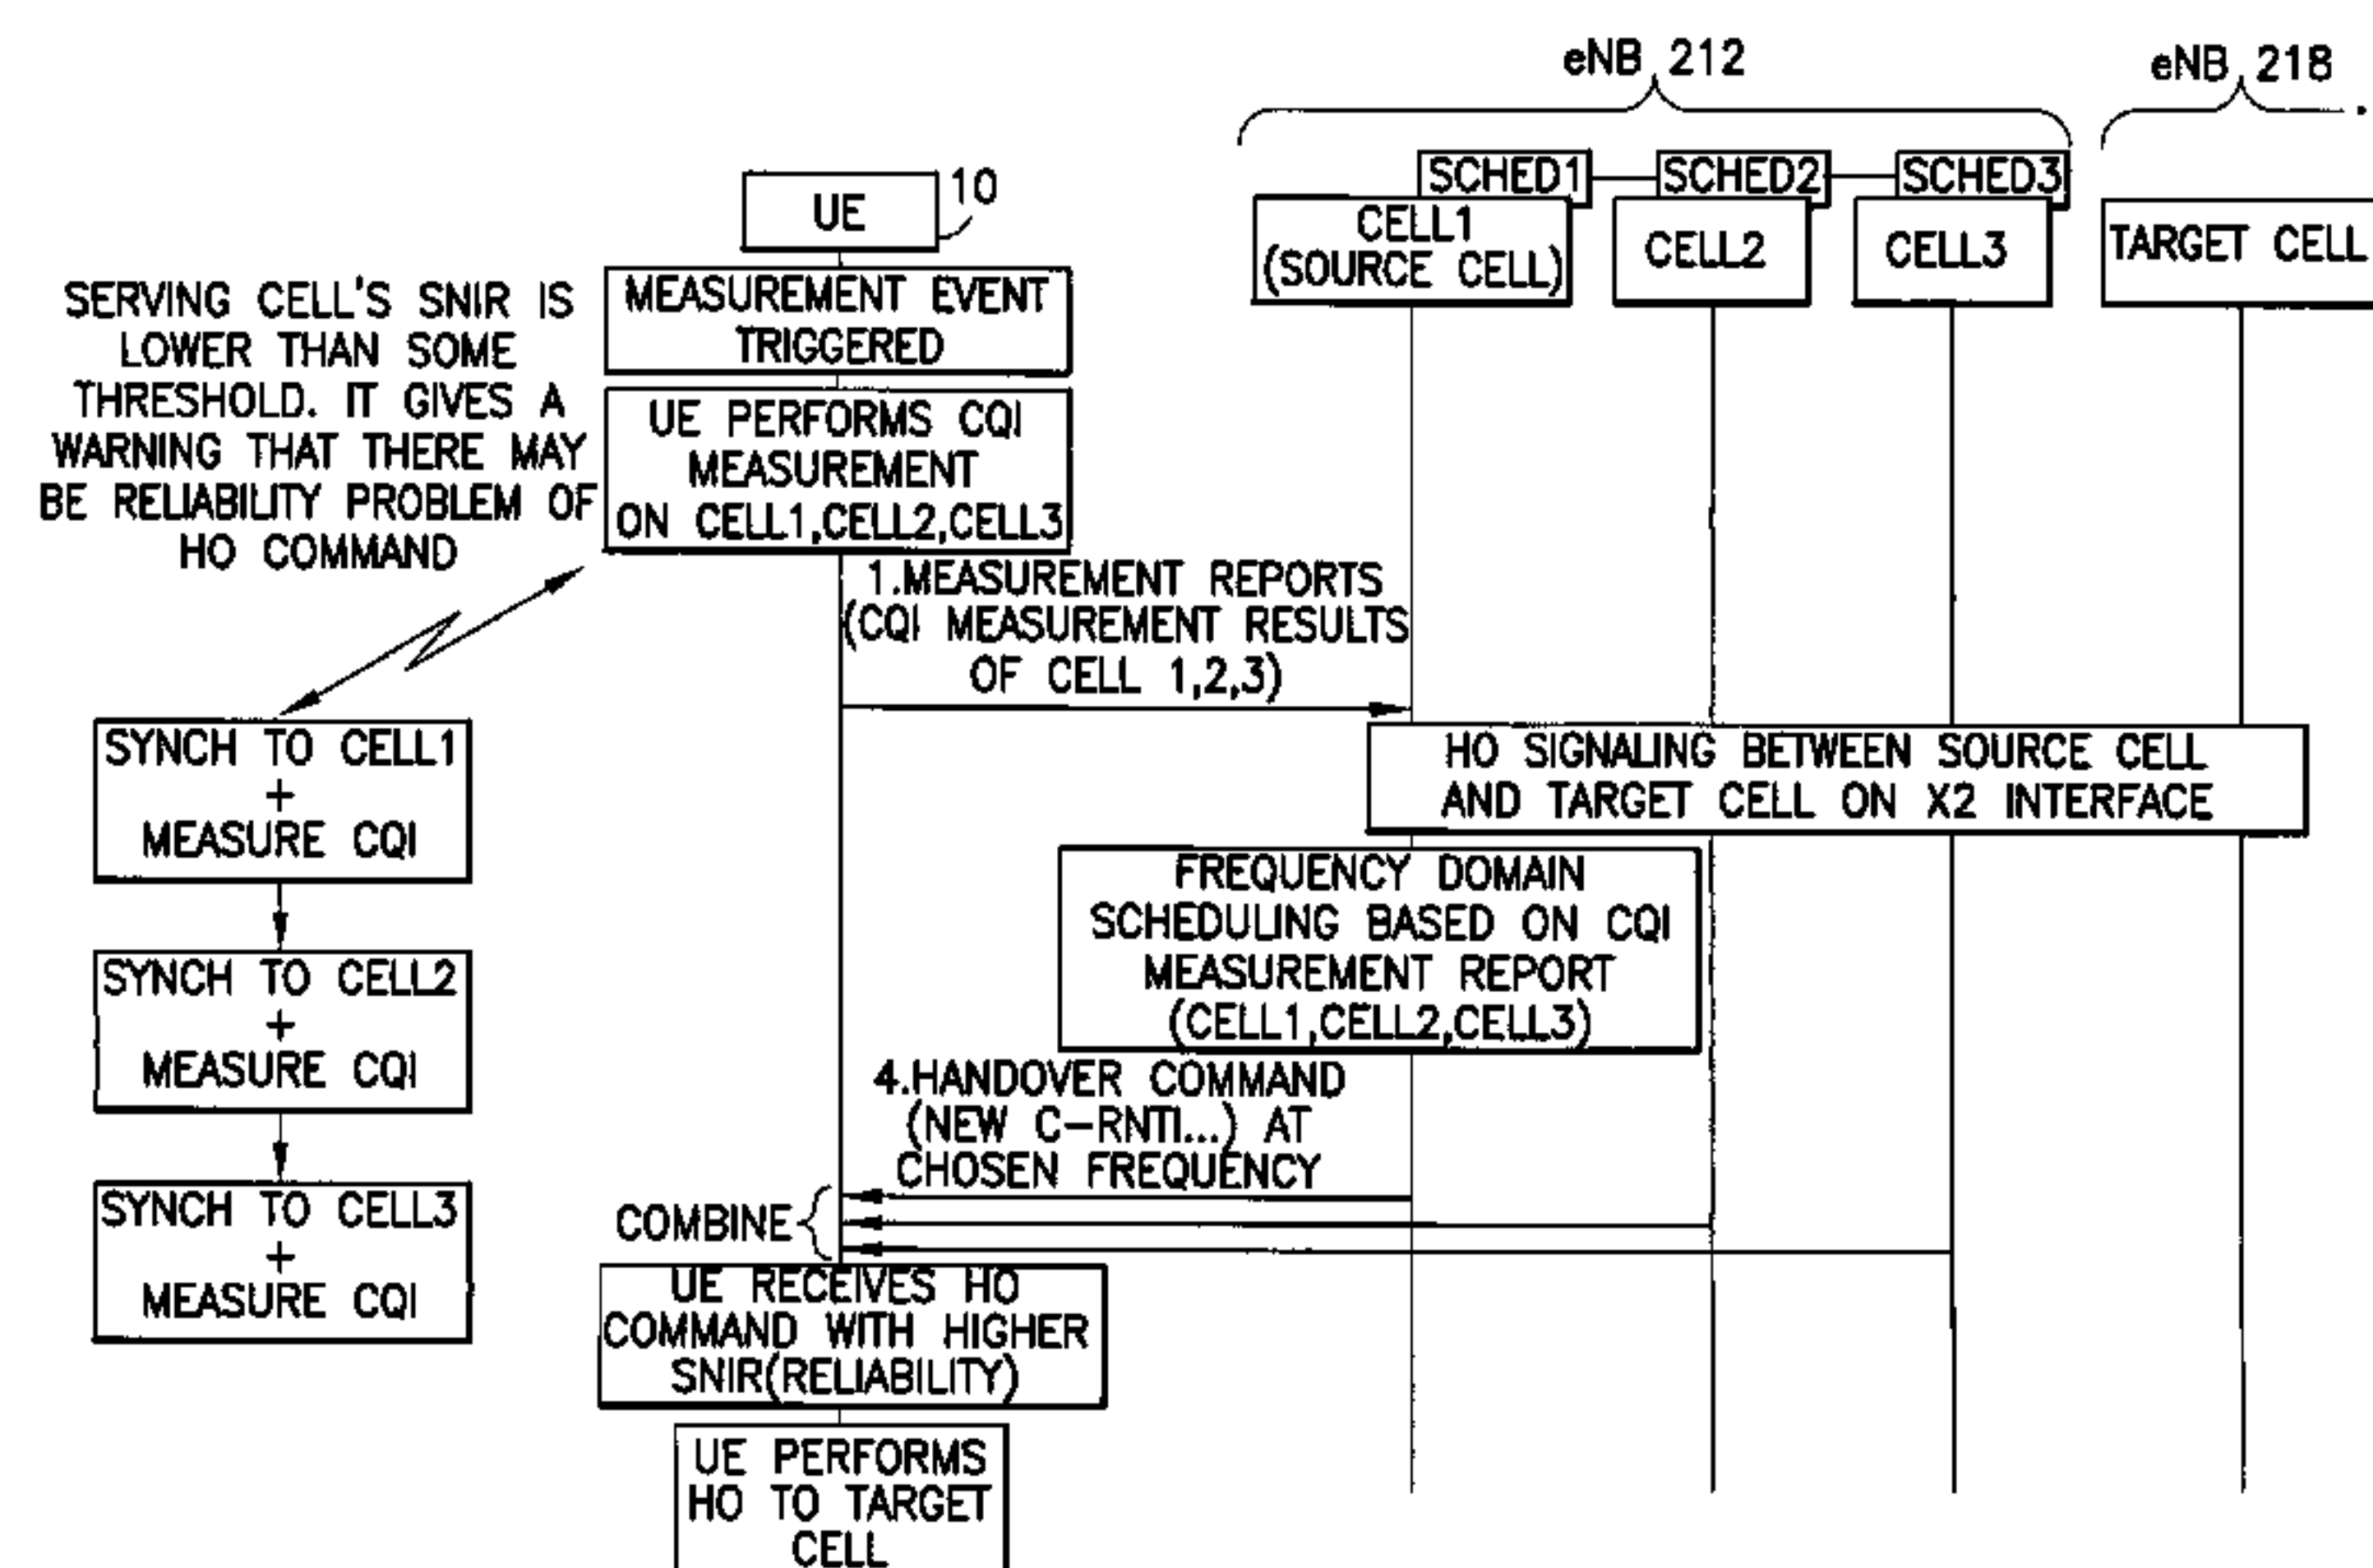 eNB 212
eNB 218
SCHED1
SCHED2
SCHED3
UE
10
CELL1
(SOURCE CELL)
CELL2
CELL3
TARGET CELL
SERVING CELL'S SNIR IS
LOWER THAN SOME
THRESHOLD. IT GIVES A
WARNING THAT THERE MAY
BE RELIABILITY PROBLEM OF
HO COMMAND
MEASUREMENT EVENT
TRIGGERED
UE PERFORMS CQI
MEASUREMENT
ON CELL1,CELL2,CELL3
1.MEASUREMENT REPORTS
(CQI MEASUREMENT RESULTS
OF CELL 1,2,3)
SYNCH TO CELL1
+
MEASURE CQI
SYNCH TO CELL2
+
MEASURE CQI
SYNCH TO CELL3
+
MEASURE CQI
HO SIGNALING BETWEEN SOURCE CELL
AND TARGET CELL ON X2 INTERFACE
FREQUENCY DOMAIN
SCHEDULING BASED ON CQI
MEASUREMENT REPORT
(CELL1,CELL2,CELL3)
4.HANDOVER COMMAND
(NEW C-RNTI...) AT
CHOSEN FREQUENCY
COMBINE
UE RECEIVES HO
COMMAND WITH HIGHER
SNIR(RELIABILITY)
UE PERFORMS
HO TO TARGET
CELL